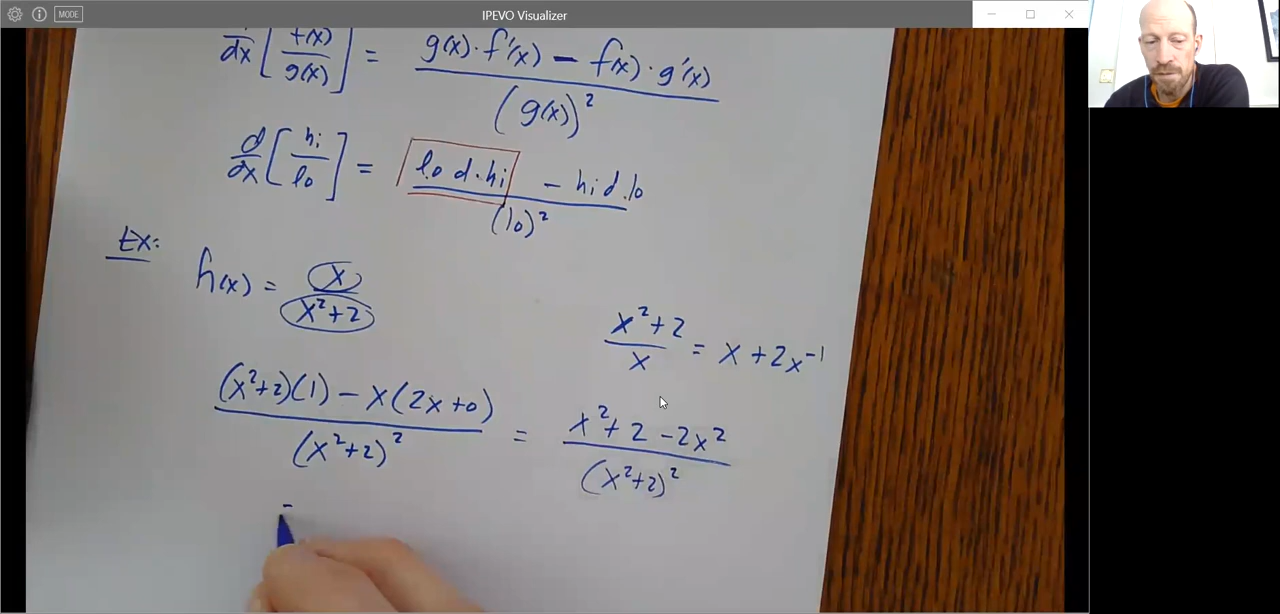 MODE
IPEVO Visualizer
d/dx [f(x)/g(x)] = (g(x)·f'(x) − f(x)·g'(x))/(g(x))²
d/dx [hi/lo] = (lo d·hi − hi d·lo)/(lo)²
Ex:
h(x) = x/(x²+2)
(x²+2)/x = x + 2x⁻¹
((x²+2)(1) − x(2x+0))/(x²+2)² = (x²+2−2x²)/(x²+2)²
-